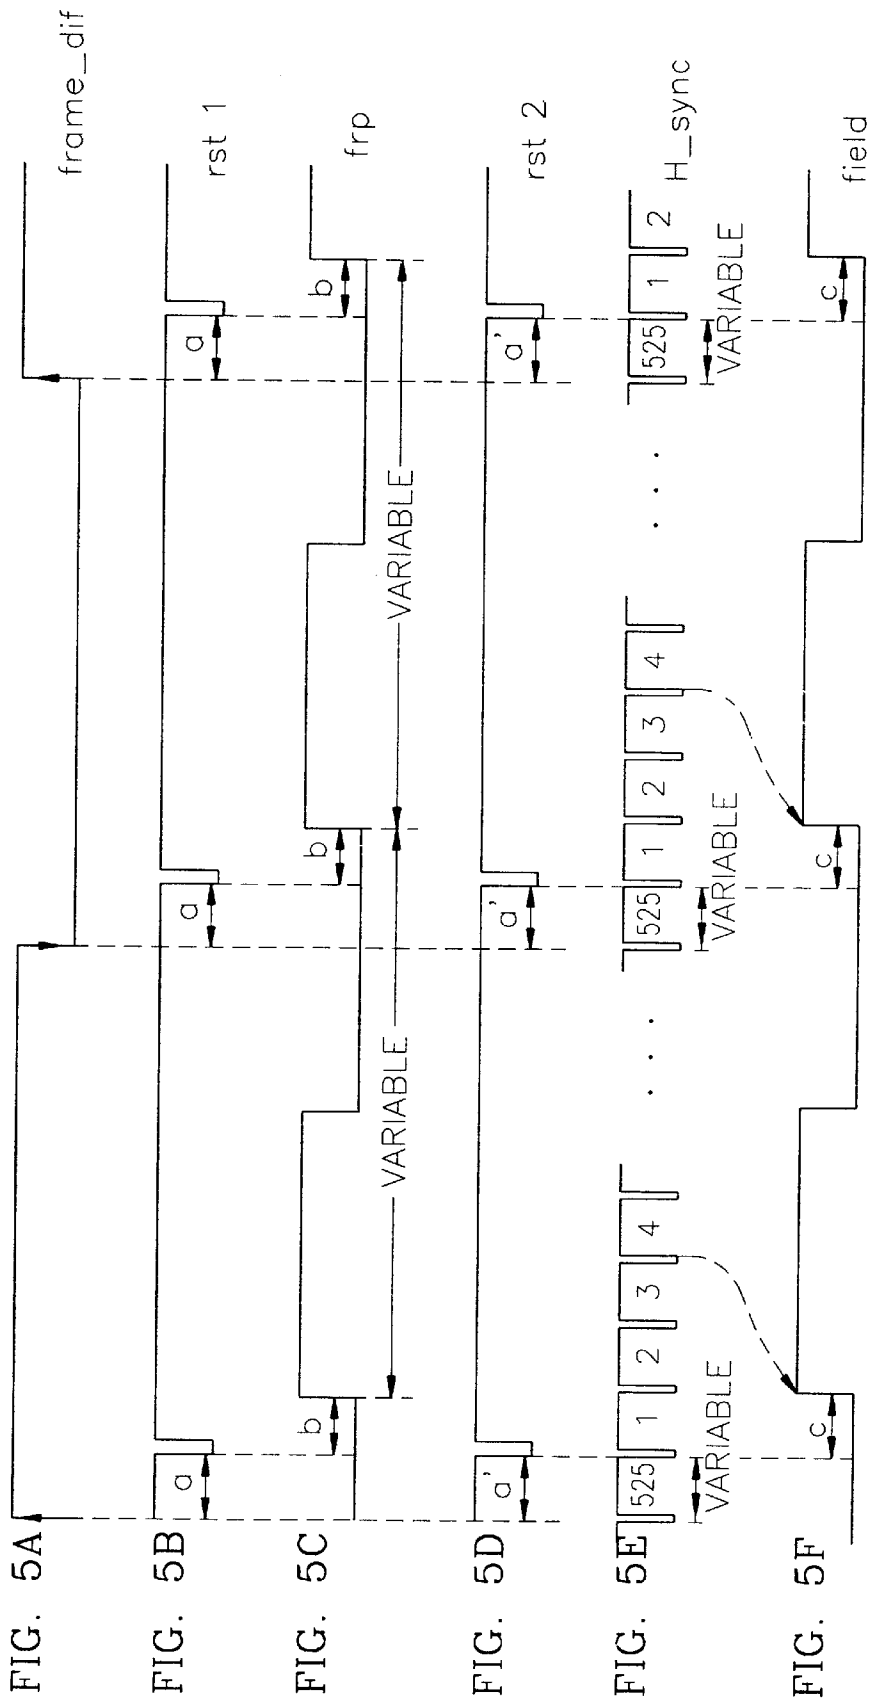 FIG. 5A
frame_dif
FIG. 5B
a
a
a
rst 1
FIG. 5C
b
b
b
frp
VARIABLE
VARIABLE
FIG. 5D
a'
a'
a'
rst 2
FIG. 5E
525 1 2 3 4 . . . 525 1 2 3 4 . . . 525 1 2
H_sync
VARIABLE
VARIABLE
VARIABLE
FIG. 5F
c
c
c
field